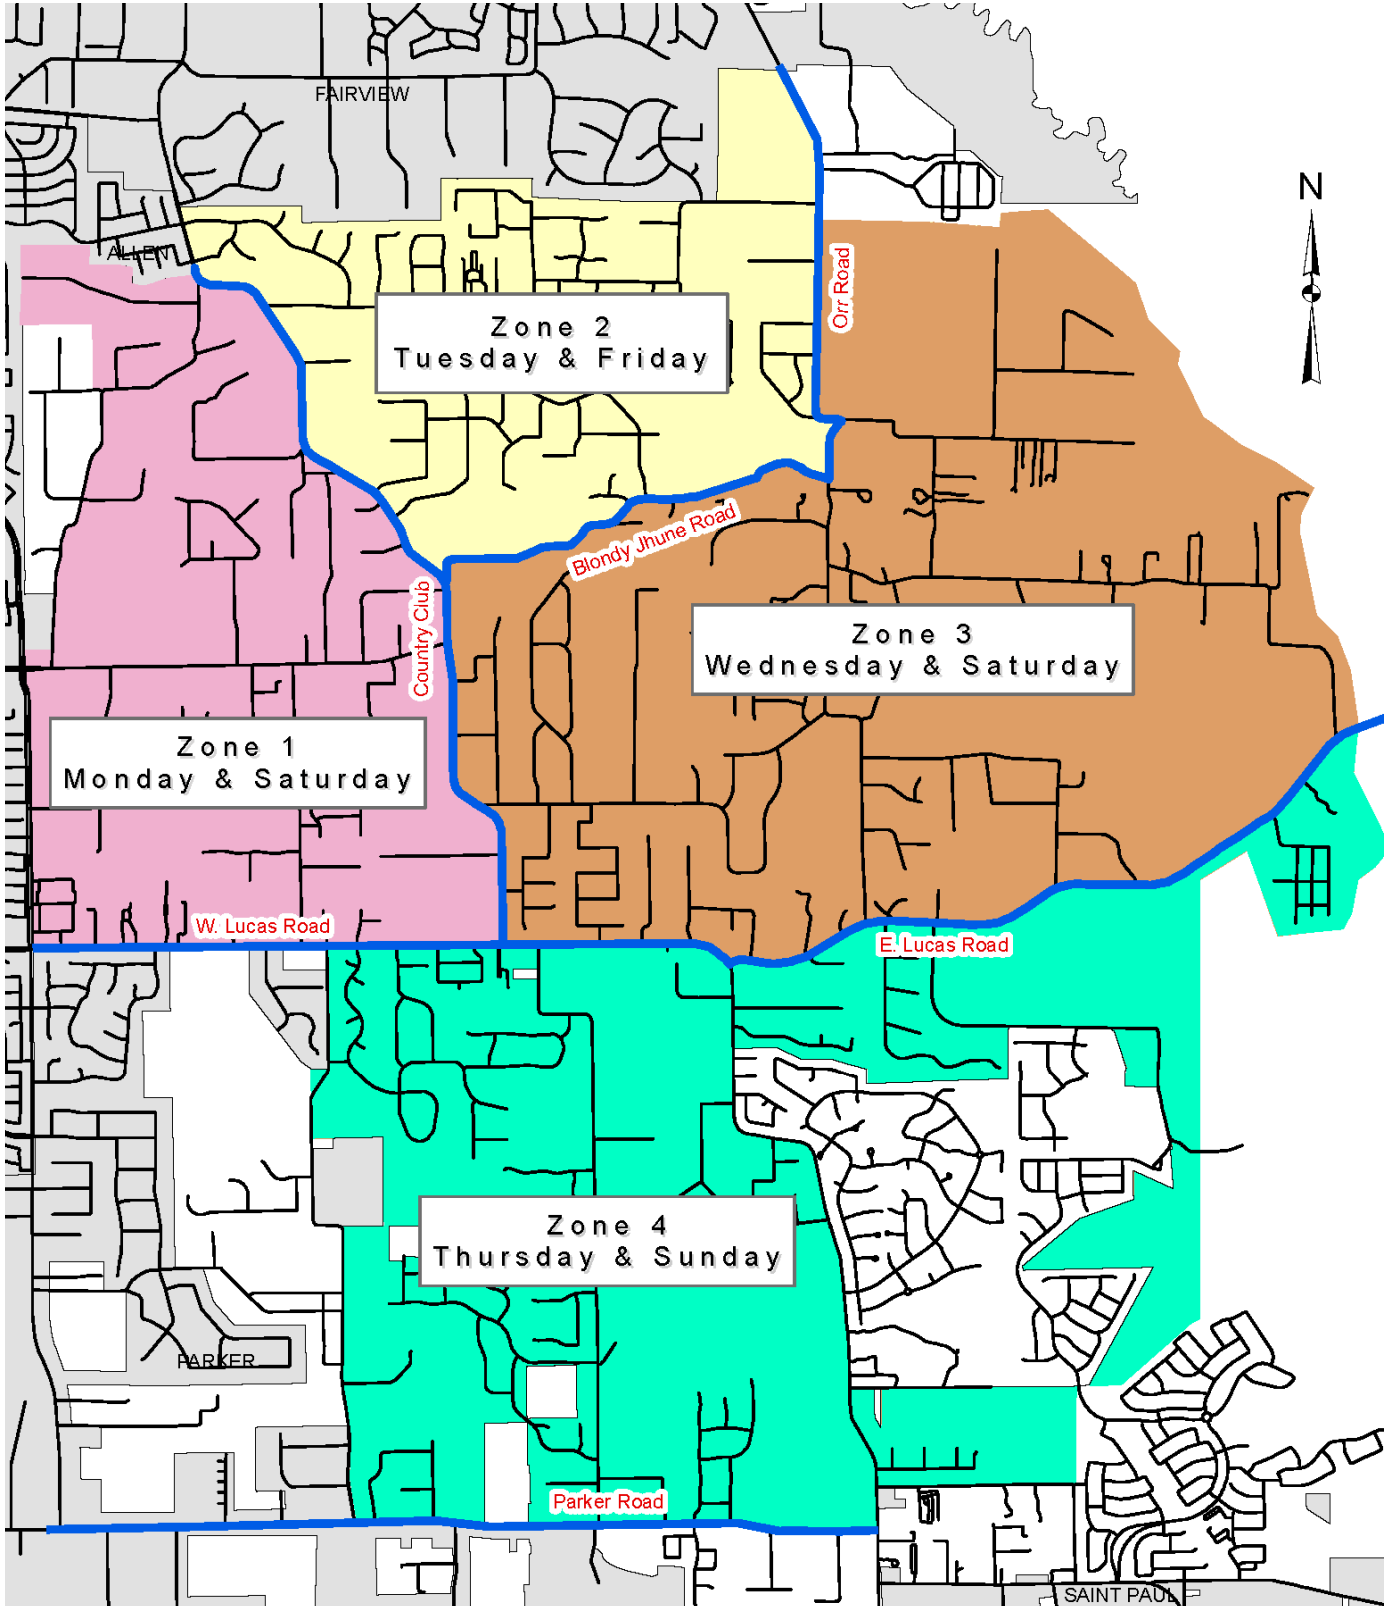 FAIRVIEW
N
ALLEN
Orr Road
Zone 2
Tuesday & Friday
Blondy Jhune Road
Country Club
Zone 3
Wednesday & Saturday
Zone 1
Monday & Saturday
W. Lucas Road
E. Lucas Road
Zone 4
Thursday & Sunday
PARKER
Parker Road
SAINT PAUL